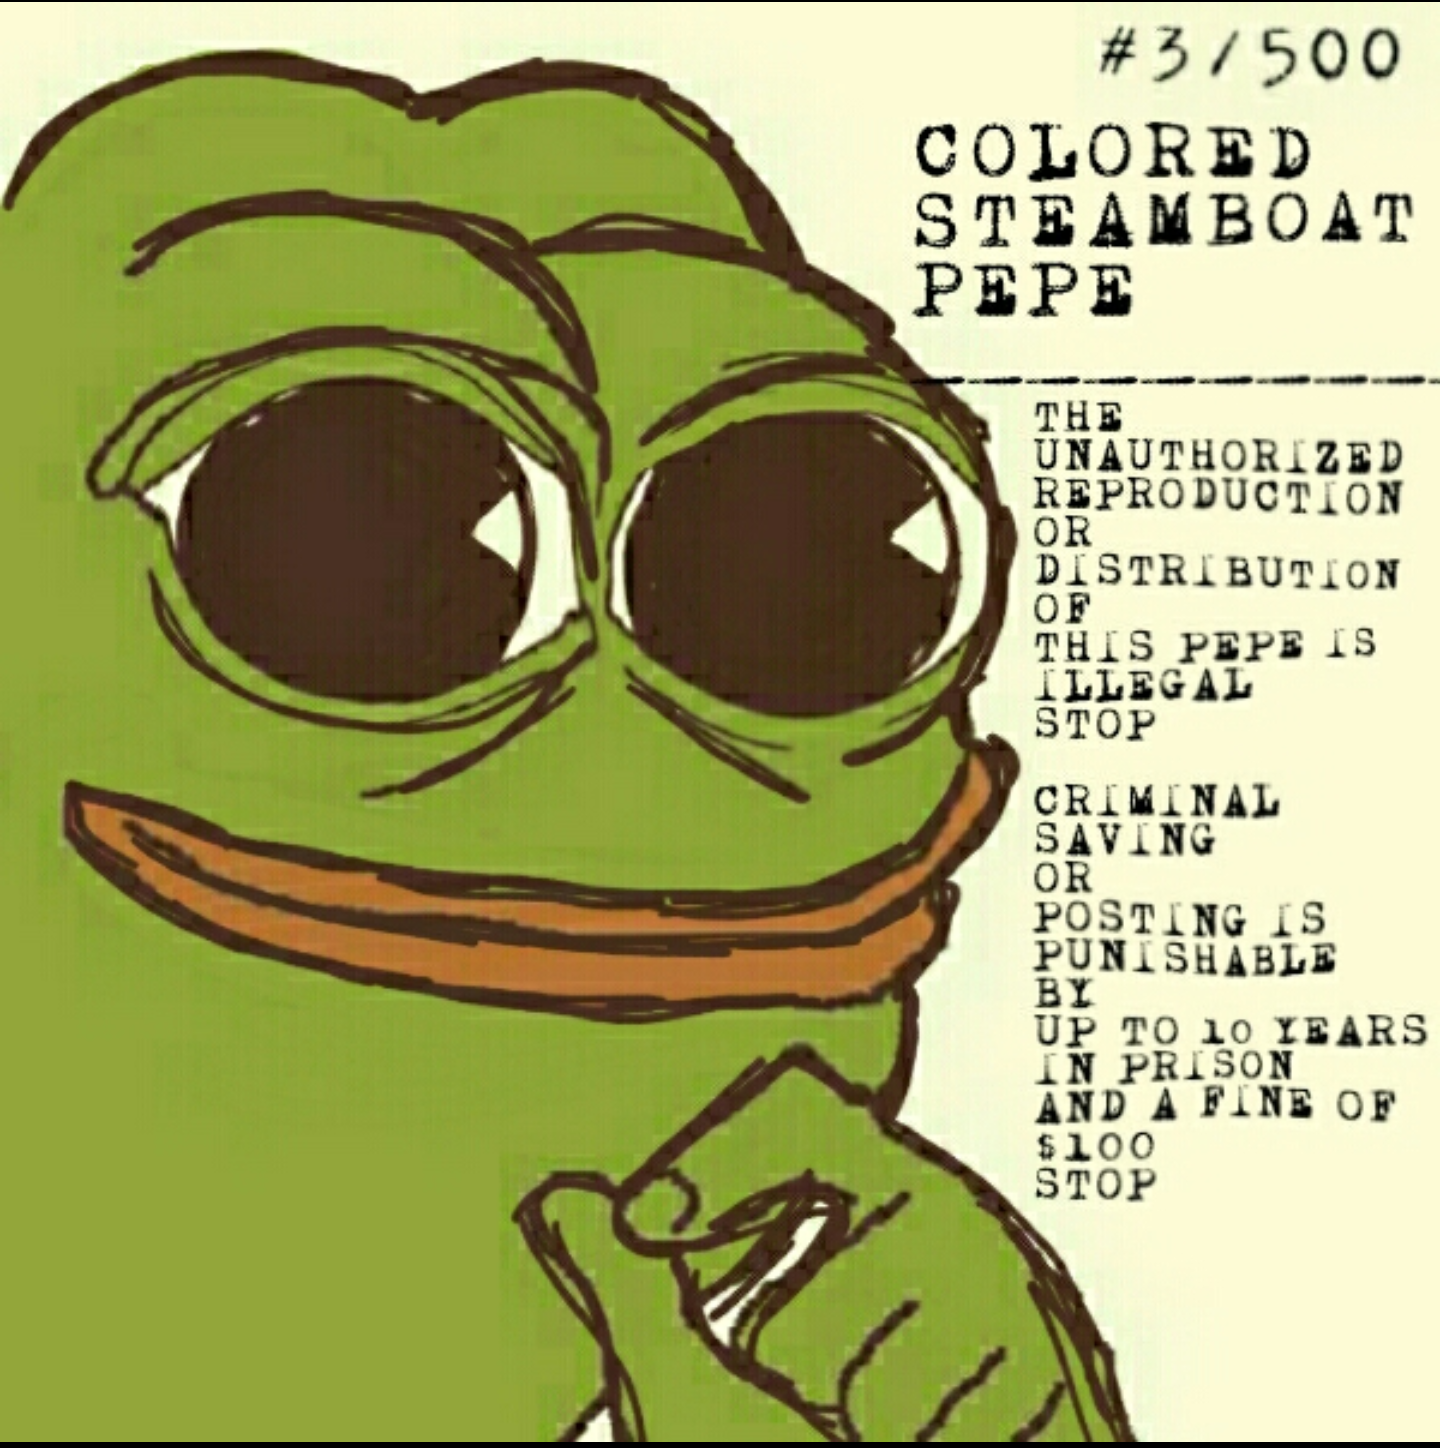 #3/500
COLORED
STEAMBOAT
PEPE
THE
UNAUTHORIZED
REPRODUCTION
OR
DISTRIBUTION
OF
THIS PEPE IS
ILLEGAL
STOP
CRIMINAL
SAVING
OR
POSTING IS
PUNISHABLE
BY
UP TO 10 YEARS
IN PRISON
AND A FINE OF
$100
STOP